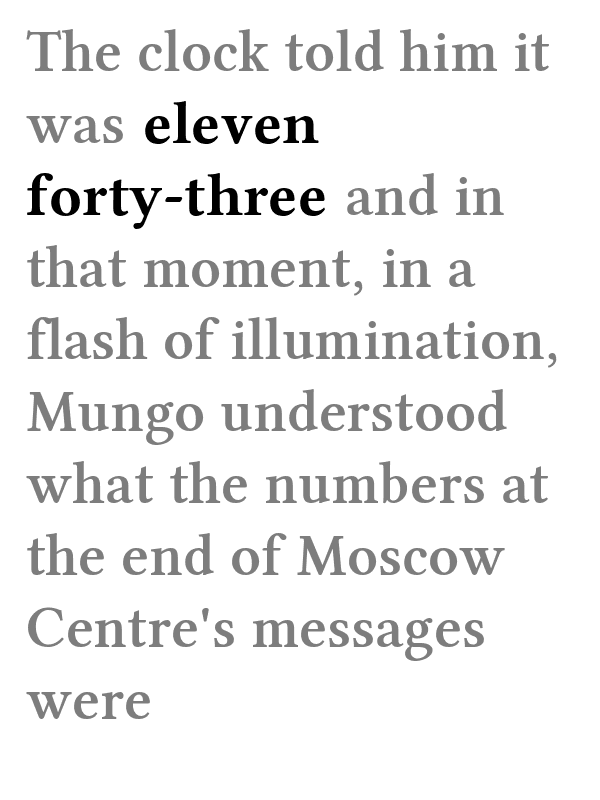 The clock told him it
was eleven
forty-three and in
that moment, in a
flash of illumination,
Mungo understood
what the numbers at
the end of Moscow
Centre's messages
were